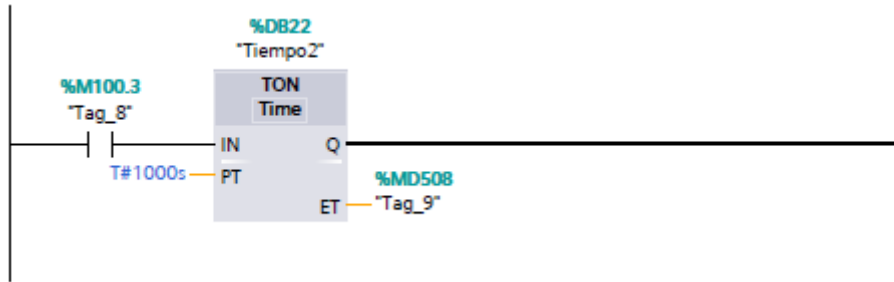 %DB22
"Tiempo2"
%M100.3
"Tag_8"
TON
Time
IN
Q
T#1000s
PT
%MD508
ET
"Tag_9"